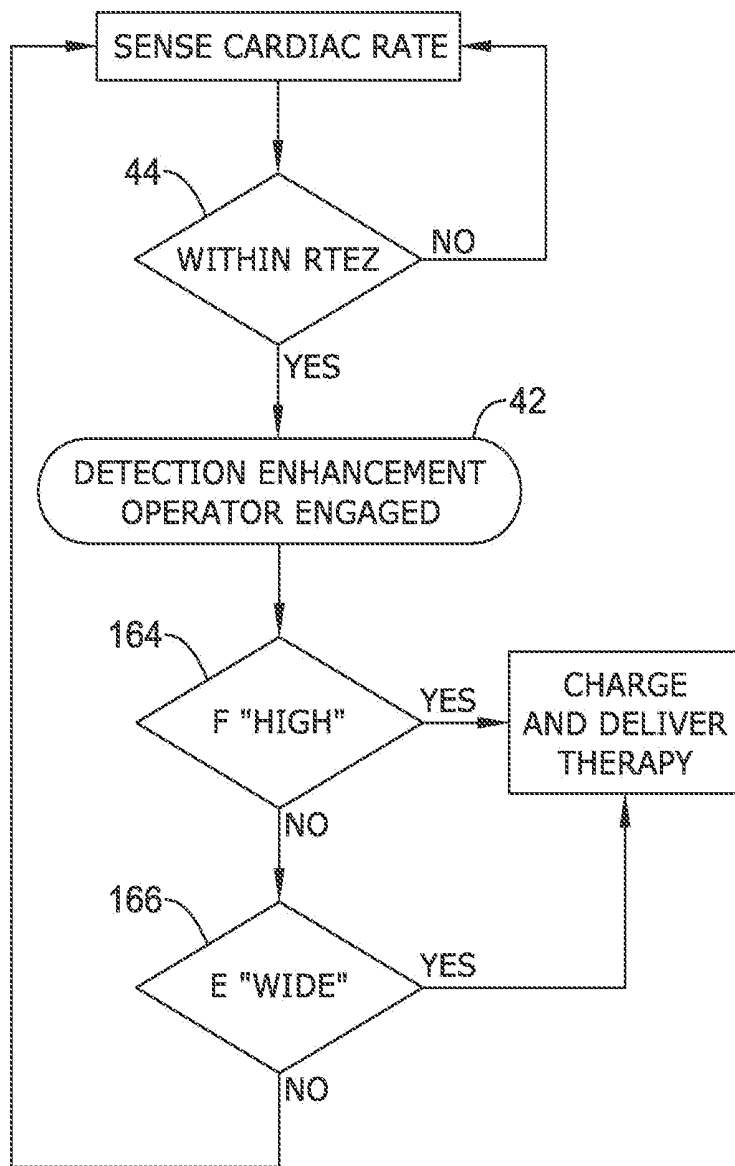 SENSE CARDIAC RATE
44
WITHIN RTEZ
NO
YES
42
DETECTION ENHANCEMENT
OPERATOR ENGAGED
164
F "HIGH"
YES
CHARGE
AND DELIVER
THERAPY
NO
166
E "WIDE"
YES
NO